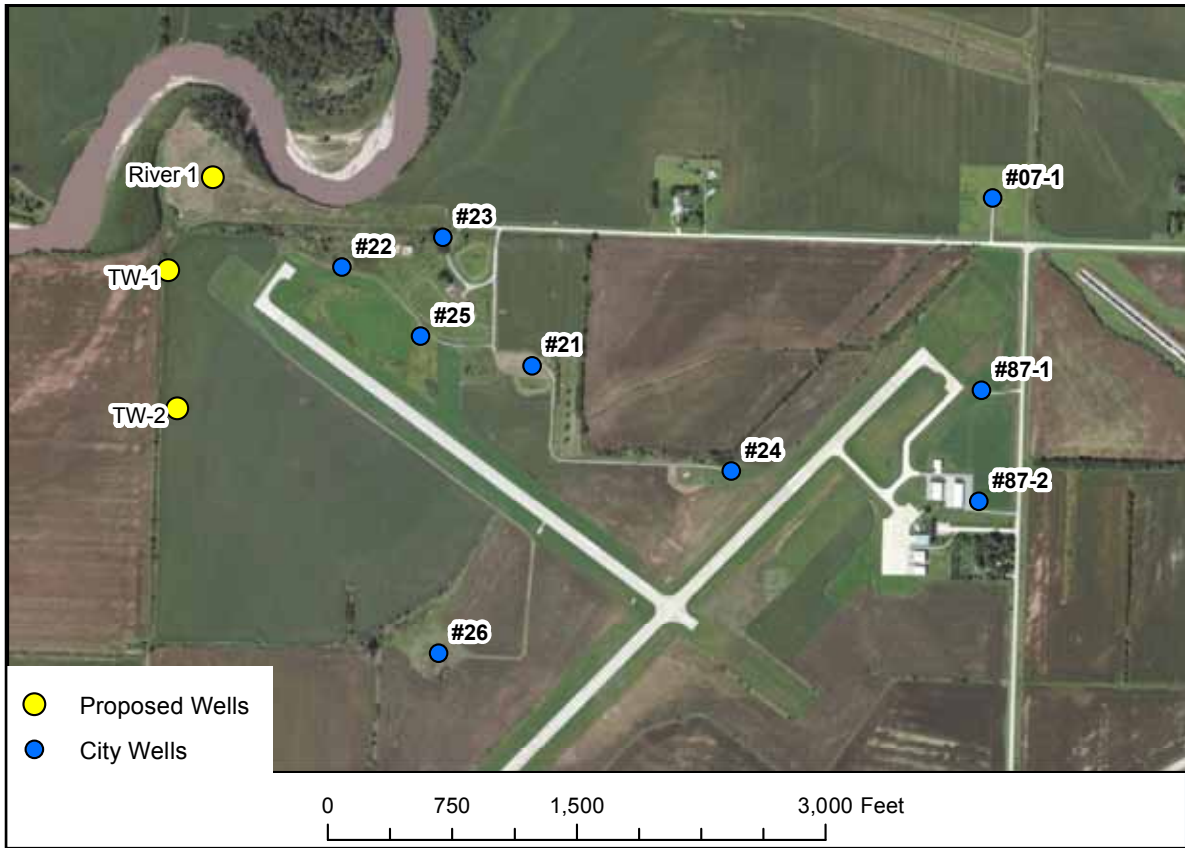 River 1
#07-1
#23
#22
TW-1
#25
#21
#87-1
TW-2
#24
#87-2
#26
Proposed Wells
City Wells
0 750 1,500 3,000 Feet